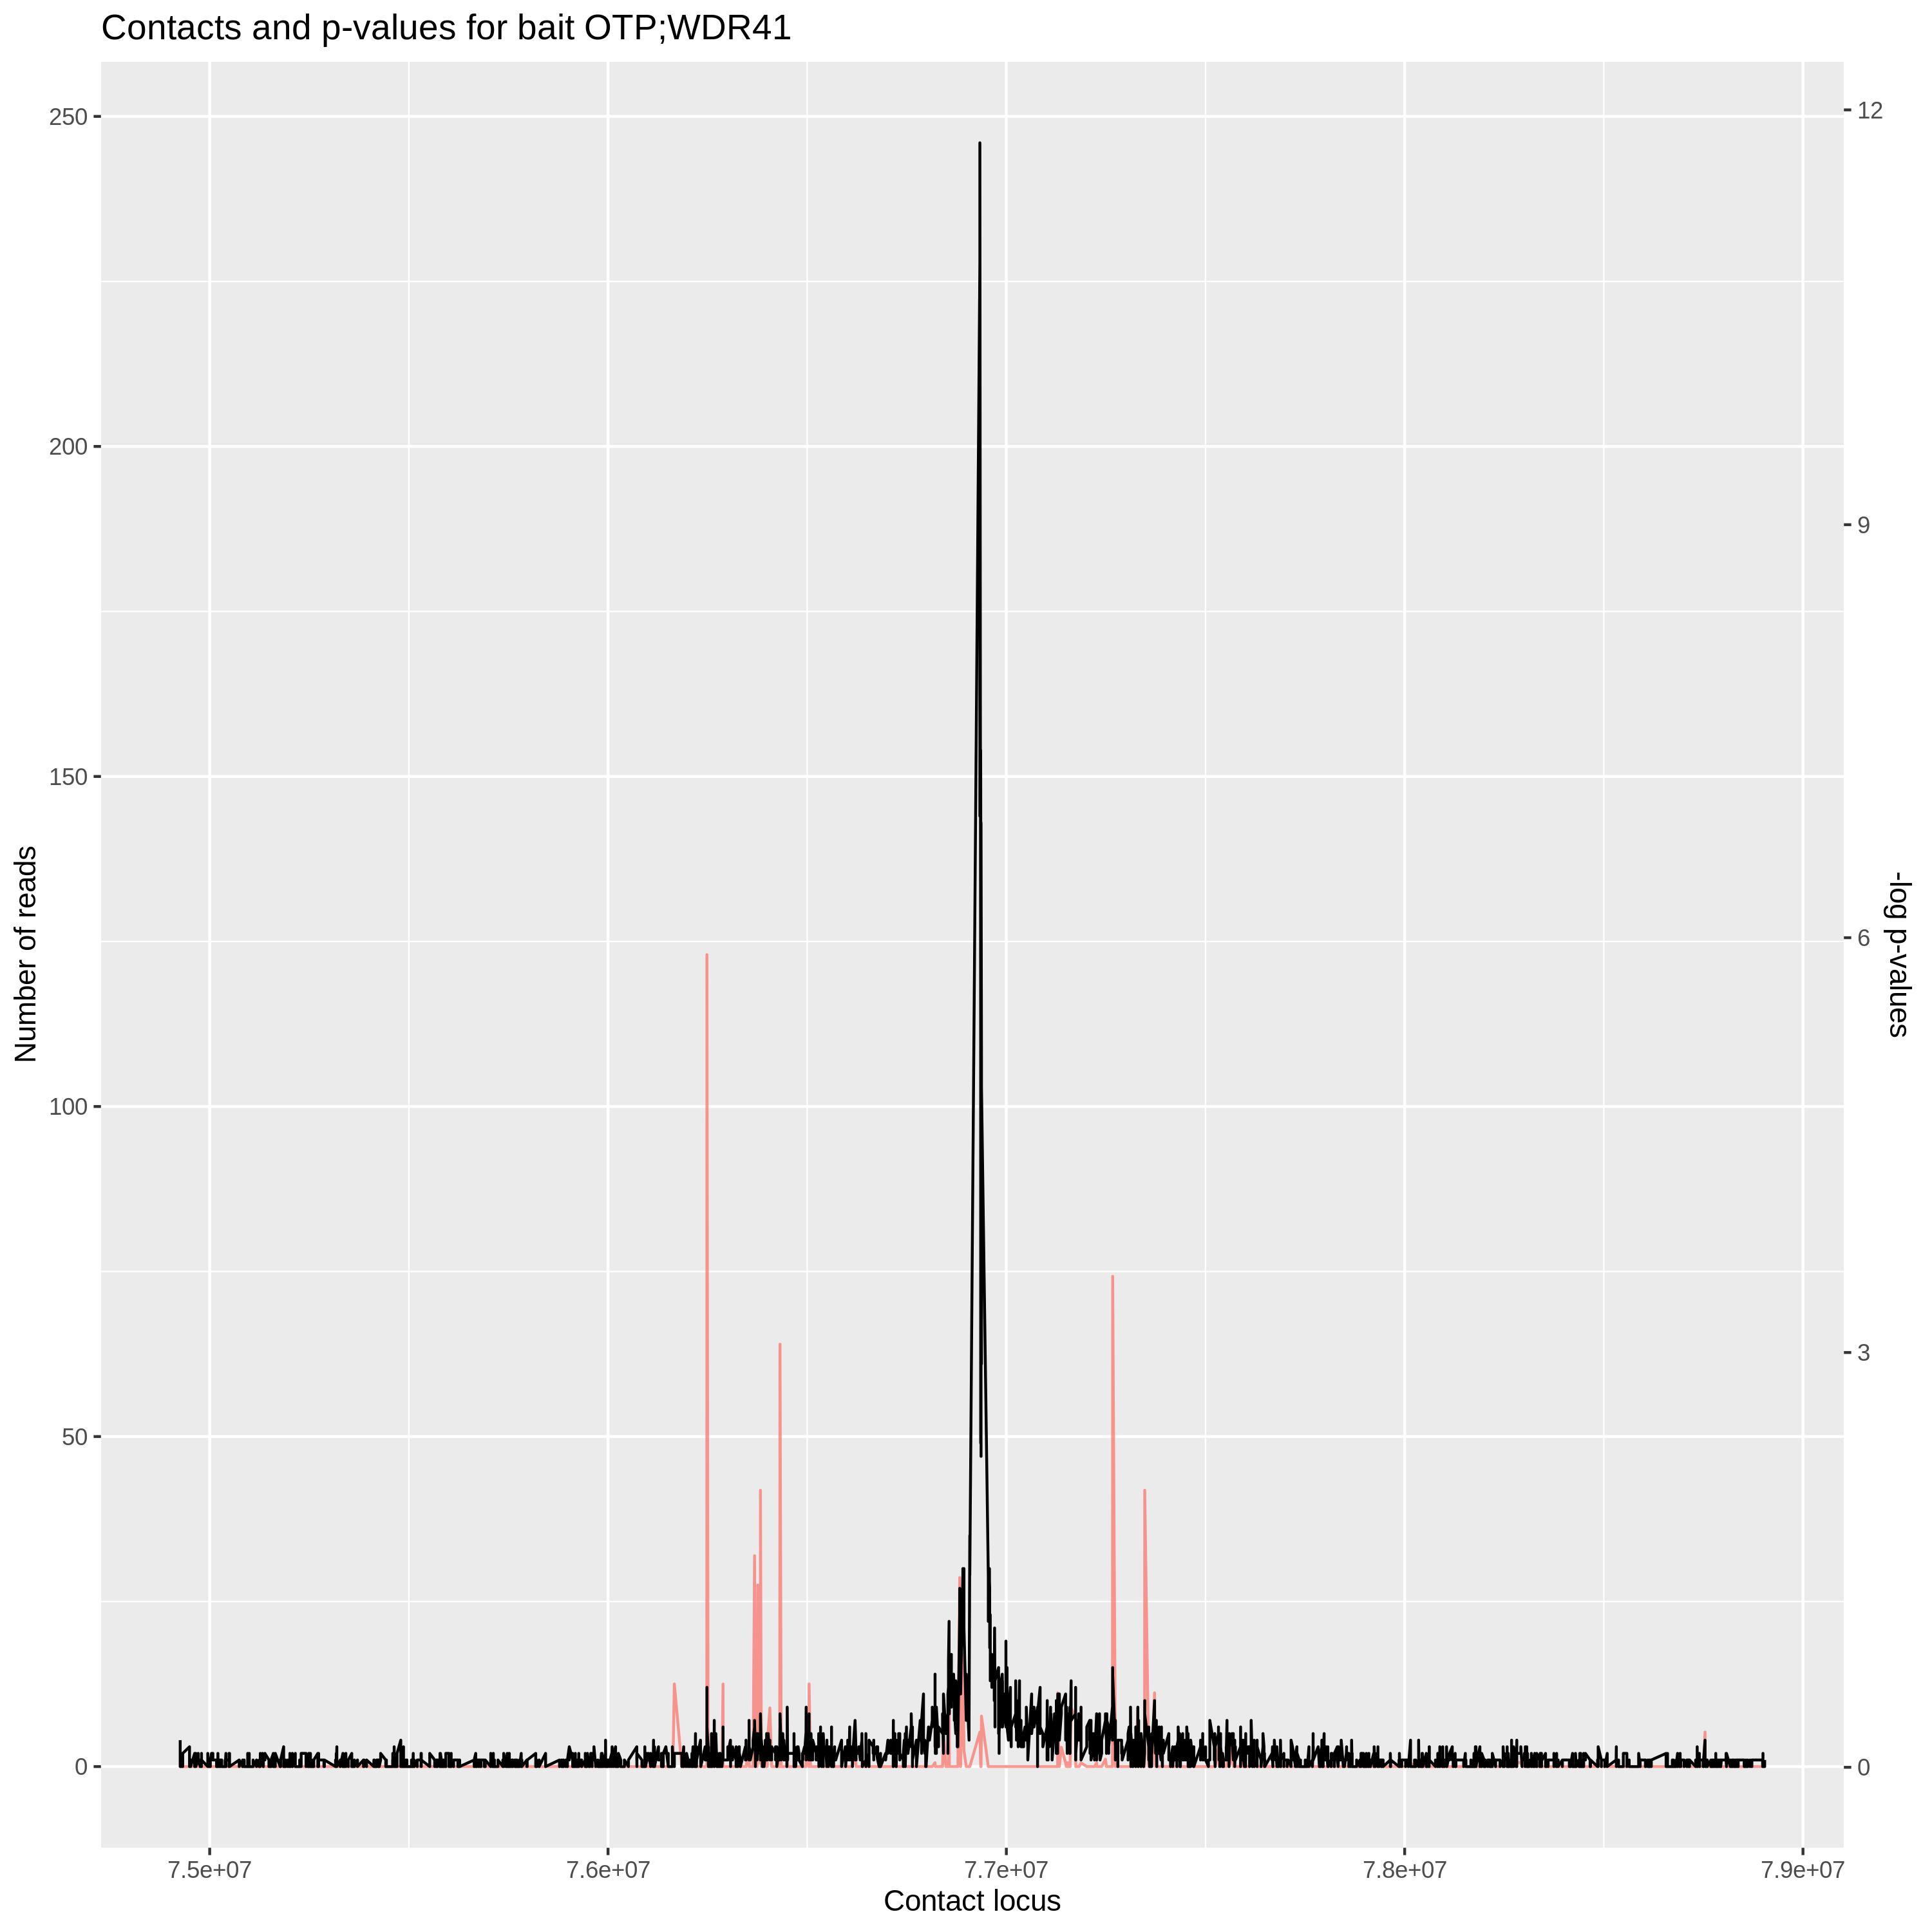 Contacts and p-values for bait OTP;WDR41
250
200
150
100
50
0
Number of reads
12
9
6
3
0
-log p-values
7.5e+07 7.6e+07 7.7e+07 7.8e+07 7.9e+07
Contact locus